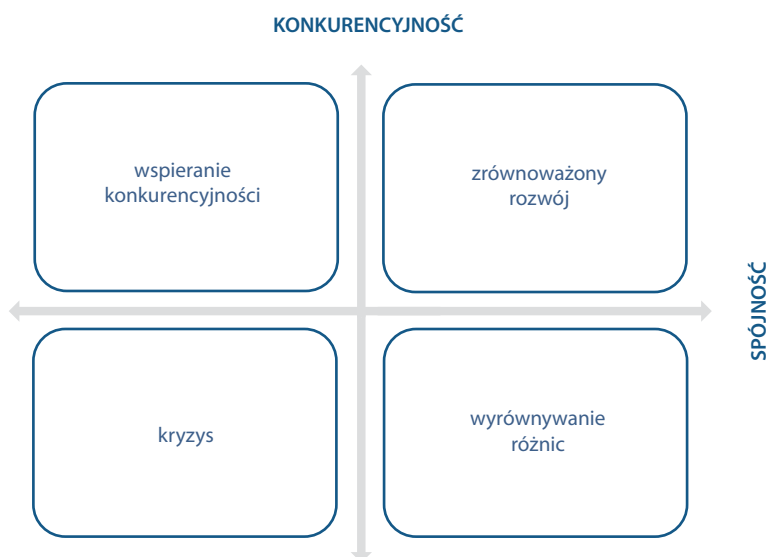 KONKURENCYJNOŚĆ
wspieranie
konkurencyjności
zrównoważony
rozwój
SPÓJNOŚĆ
kryzys
wyrównywanie
różnic